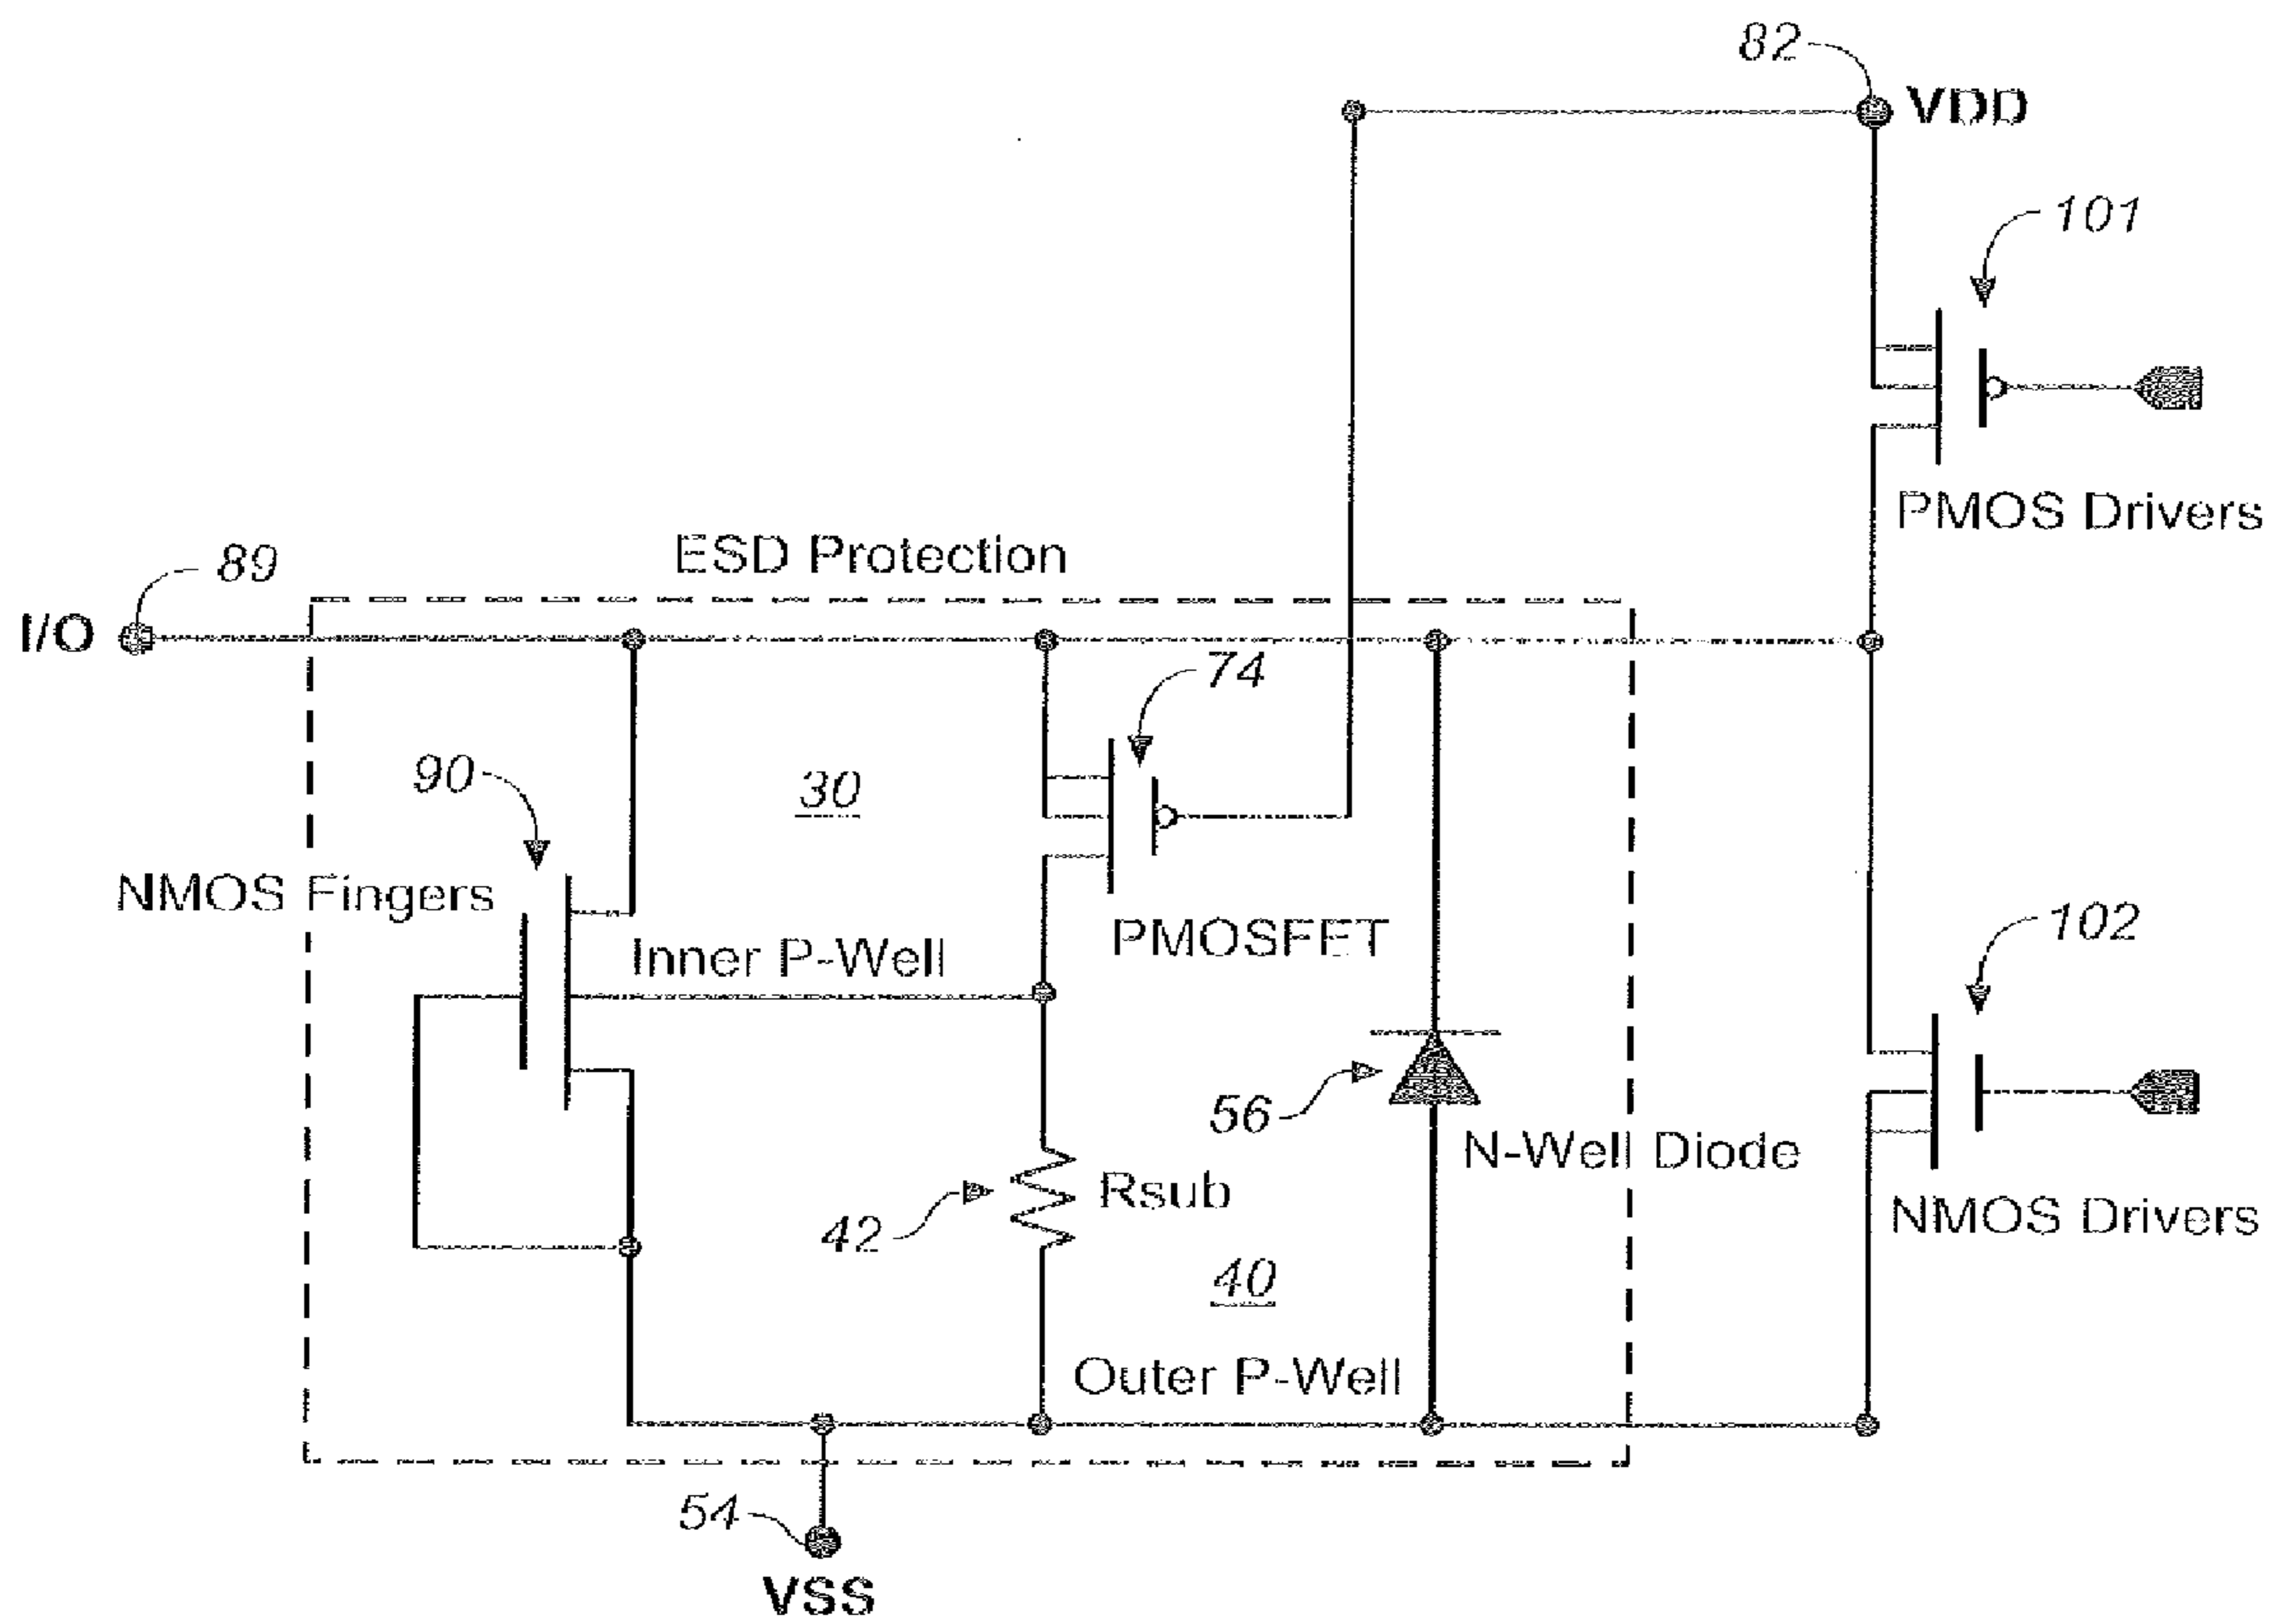 82
VDD
101
PMOS Drivers
ESD Protection
89
I/O
74
90
30
NMOS Fingers
Inner P-Well
PMOSFET
102
56
N-Well Diode
Rsub
42
NMOS Drivers
40
Outer P-Well
54
VSS